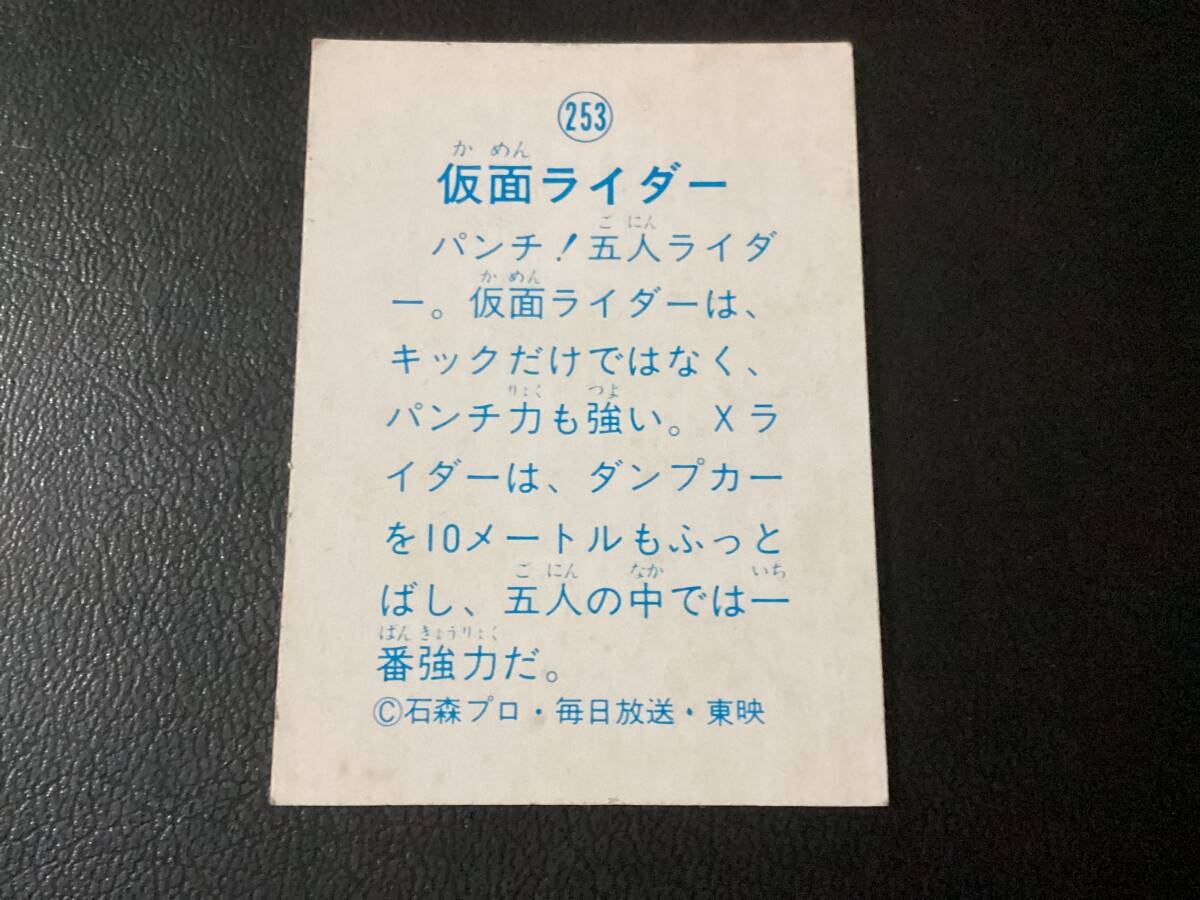 253
か めん
仮面ライダー
ご にん
パンチ!五人ライダ
か めん
ー。仮面ライダーは、
キックだけではなく、
りょく つよ
パンチ力も強い。Xラ
イダーは、ダンプカー
を10メートルもふっと
ご にん なか いち
ばし、五人の中では一
ばん きょうりょく
番強力だ。
©石森プロ・毎日放送・東映